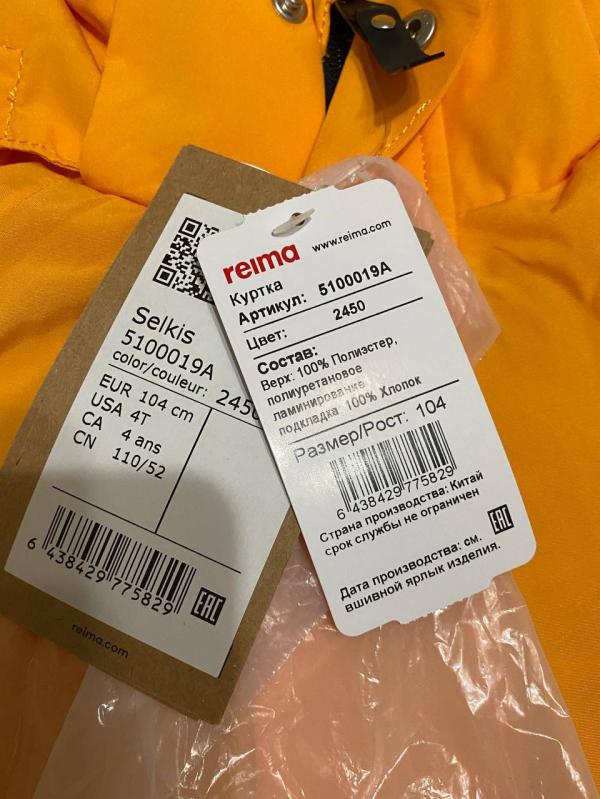 Selkis
5100019A
color/couleur: 2450
EUR 104 cm
USA 4T
CA 4 ans
CN 110/52
6 438429 775829
EAC
reima.com
reima www.reima.com
Куртка
Артикул: 5100019A
Цвет: 2450
Состав:
Верх: 100% Полиэстер,
полиуретановое
ламинирование
подкладка 100% Хлопок
Размер/Рост: 104
6 438429 775829
Страна производства: Китай
срок службы не ограничен
EAC
Дата производства: см.
вшивной ярлык изделия.